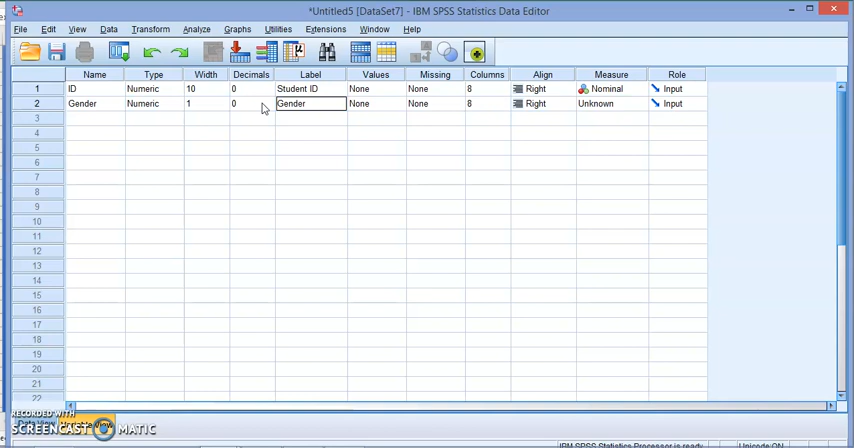 *Untitled5 [DataSet7] - IBM SPSS Statistics Data Editor
File Edit View Data Transform Analyze Graphs Utilities Extensions Window Help
Name Type Width Decimals Label Values Missing Columns Align Measure Role
1 ID Numeric 10 0 Student ID None None 8 Right Nominal Input
2 Gender Numeric 1 0 Gender None None 8 Right Unknown Input
3
4
5
6
7
8
9
10
11
12
13
14
15
16
17
18
19
20
21
22
RECORDED WITH
SCREENCAST MATIC
IBM SPSS Statistics Processor is ready Unicode:ON